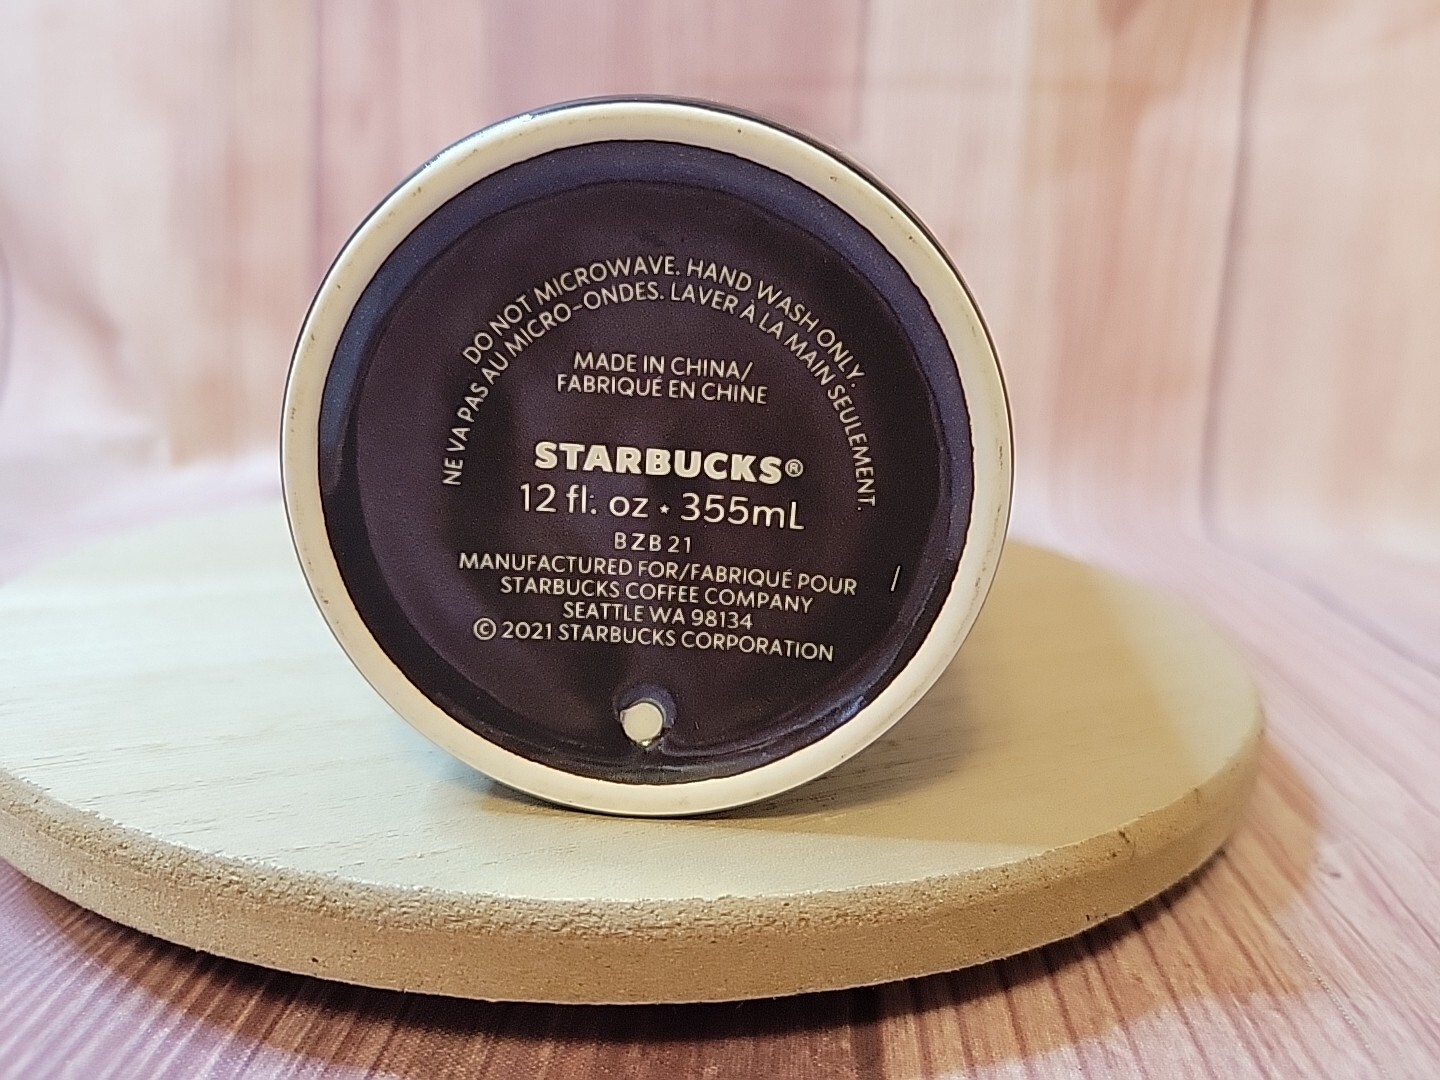 DO NOT MICROWAVE. HAND WASH ONLY.
NE VA PAS AU MICRO-ONDES. LAVER À LA MAIN SEULEMENT.
MADE IN CHINA/
FABRIQUÉ EN CHINE
STARBUCKS®
12 fl. oz ⋆ 355mL
BZB21
MANUFACTURED FOR/FABRIQUÉ POUR
STARBUCKS COFFEE COMPANY
SEATTLE WA 98134
© 2021 STARBUCKS CORPORATION